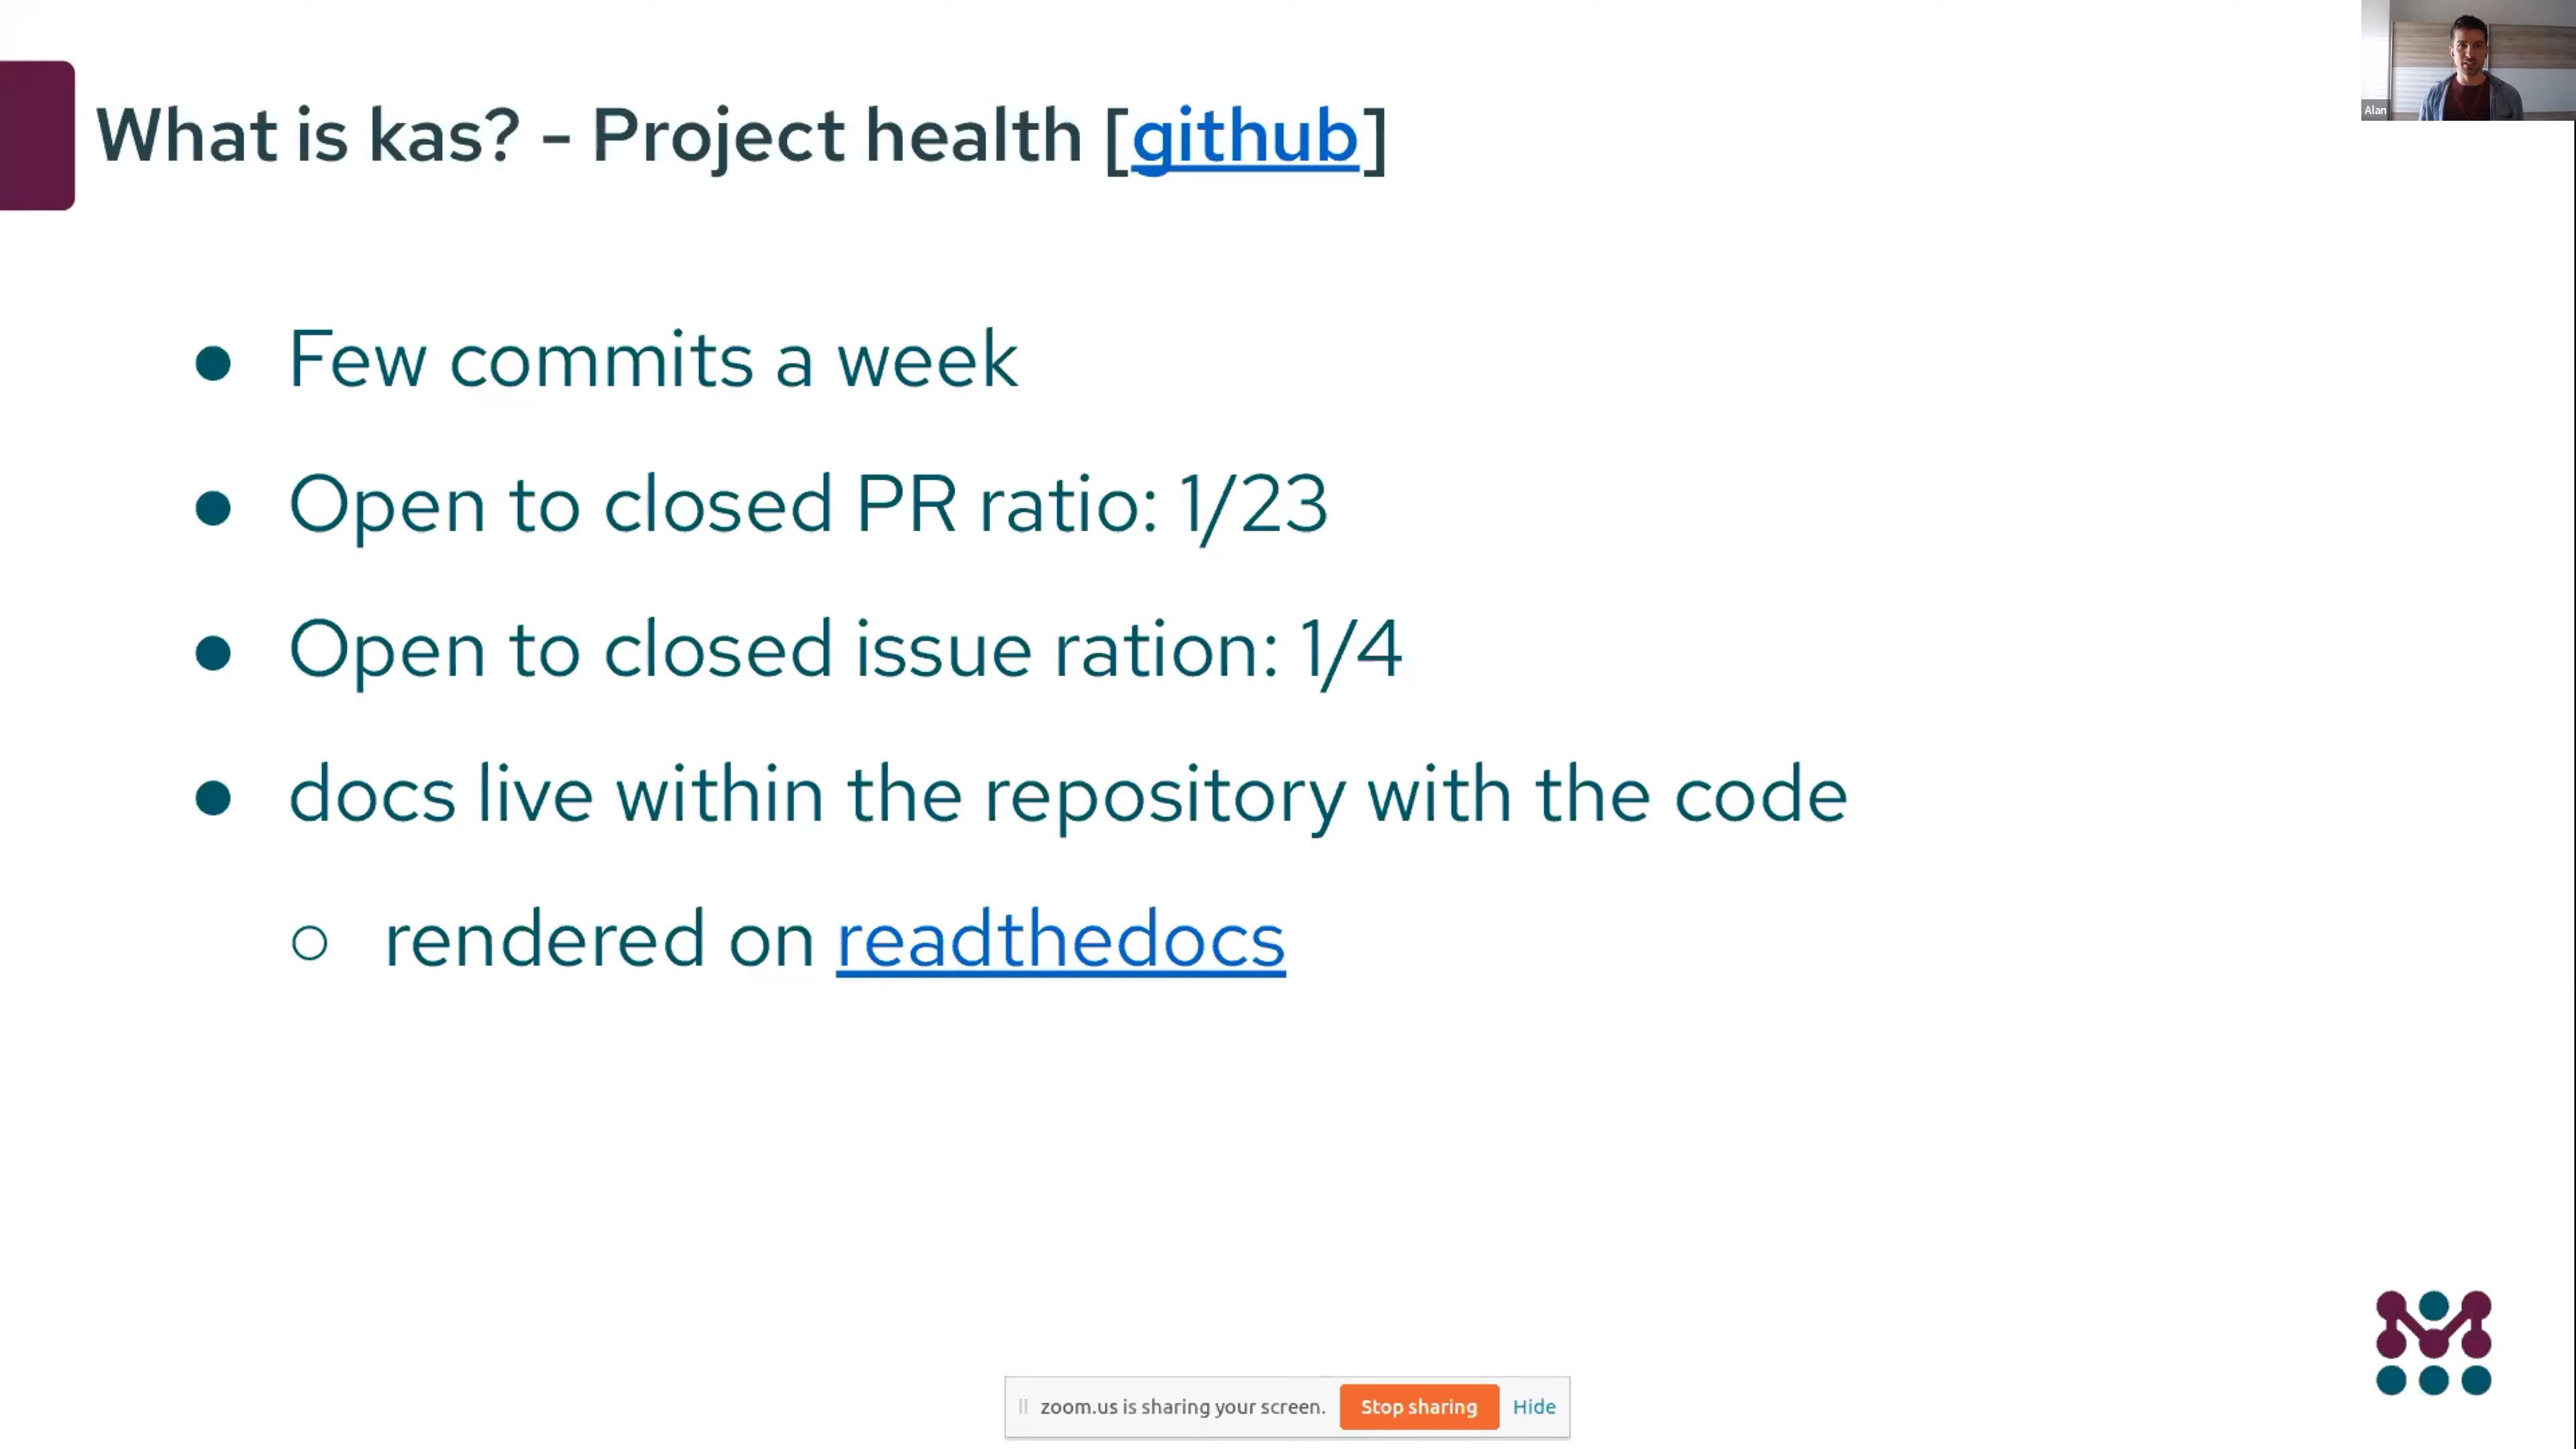 What is kas? - Project health [github]
Alan
● Few commits a week
● Open to closed PR ratio: 1/23
● Open to closed issue ration: 1/4
● docs live within the repository with the code
○ rendered on readthedocs
zoom.us is sharing your screen. Stop sharing Hide